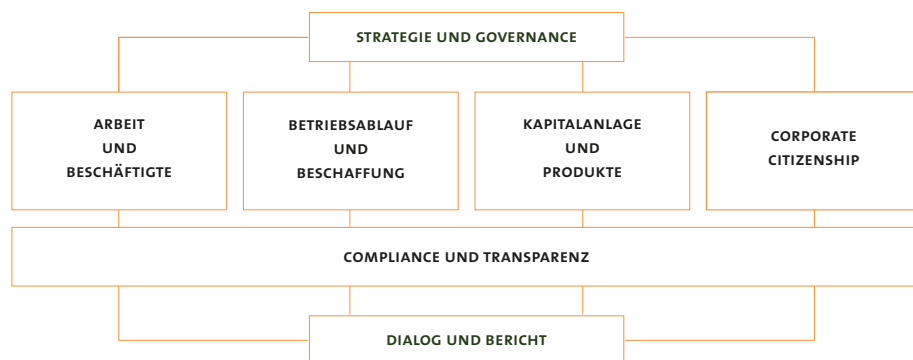 STRATEGIE UND GOVERNANCE
ARBEIT
UND
BESCHÄFTIGTE
BETRIEBSABLAUF
UND
BESCHAFFUNG
KAPITALANLAGE
UND
PRODUKTE
CORPORATE
CITIZENSHIP
COMPLIANCE UND TRANSPARENZ
DIALOG UND BERICHT